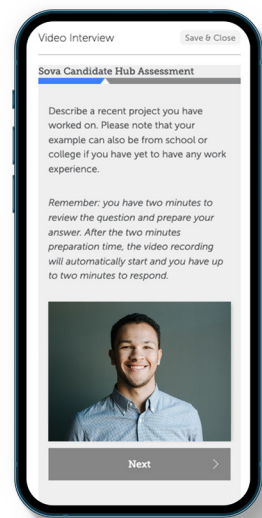 Video Interview
Save & Close
Sova Candidate Hub Assessment
Describe a recent project you have
worked on. Please note that your
example can also be from school or
college if you have yet to have any work
experience.
Remember: you have two minutes to
review the question and prepare your
answer. After the two minutes
preparation time, the video recording
will automatically start and you have up
to two minutes to respond.
Next